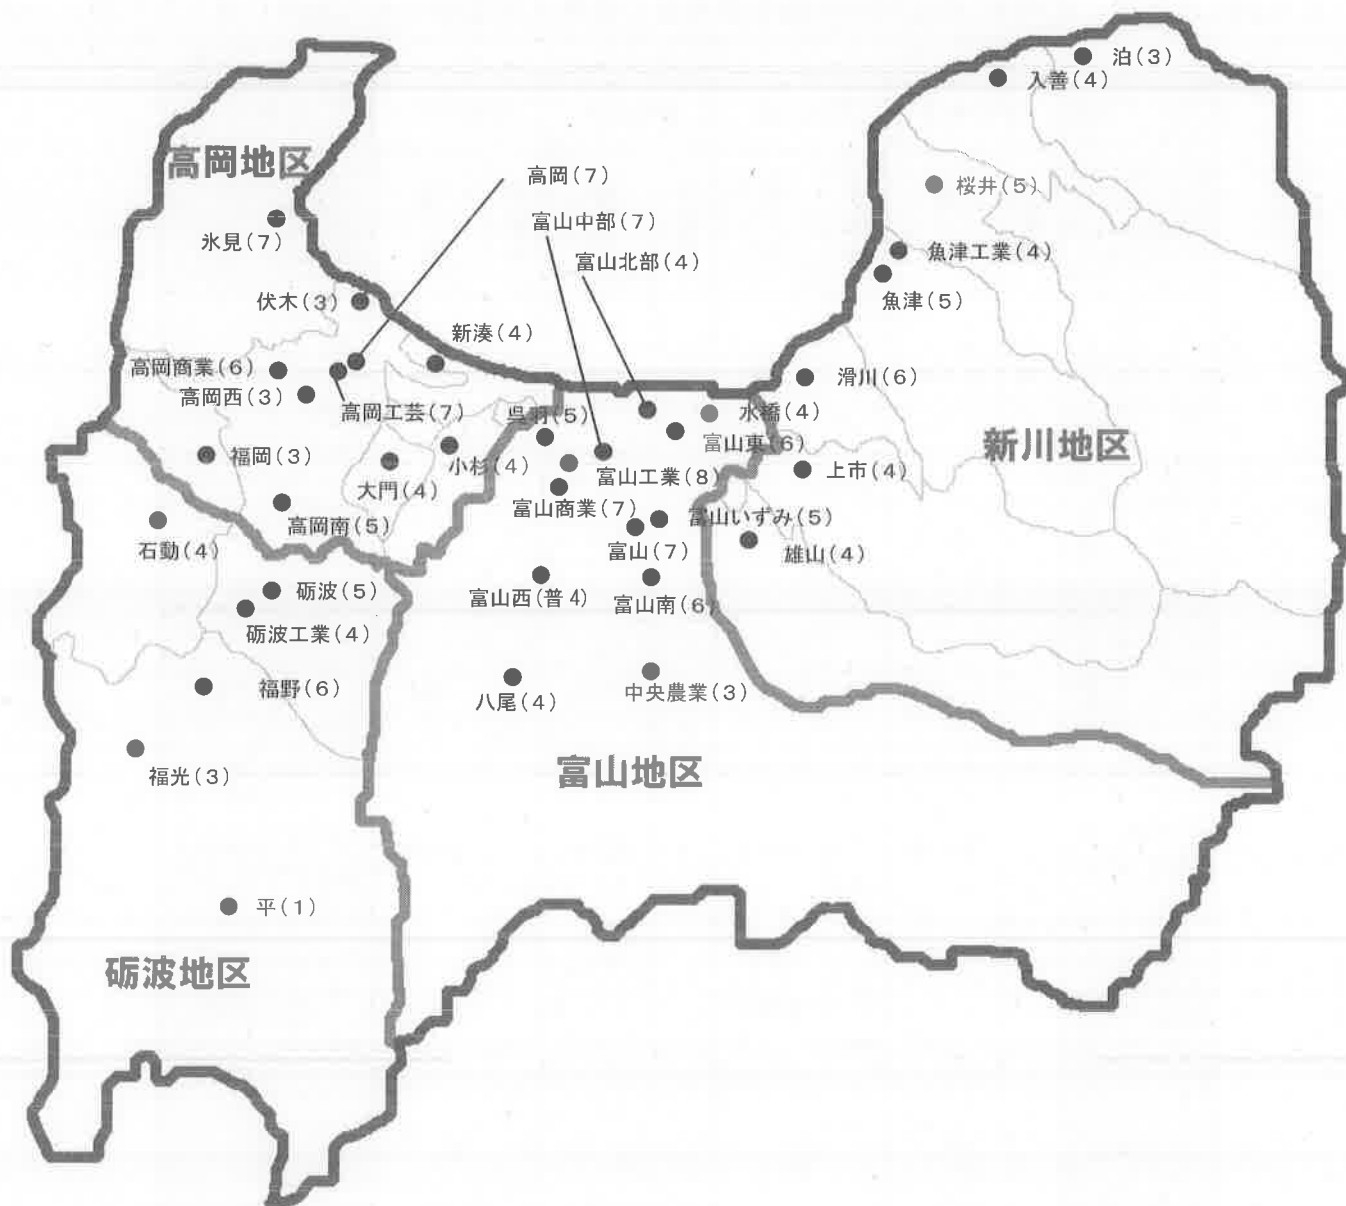 泊(3)
入善(4)
高岡地区
高岡(7)
桜井(5)
富山中部(7)
氷見(7)
魚津工業(4)
富山北部(4)
魚津(5)
伏木(3)
新湊(4)
高岡商業(6)
滑川(6)
高岡西(3)
高岡工芸(7)
呉羽(5)
水橋(4)
富山東(6)
新川地区
福岡(3)
小杉(4)
上市(4)
大門(4)
富山工業(8)
富山商業(7)
高岡南(5)
富山いずみ(5)
石動(4)
富山(7)
雄山(4)
砺波(5)
富山西(普4)
富山南(6)
砺波工業(4)
福野(6)
八尾(4)
中央農業(3)
福光(3)
富山地区
平(1)
砺波地区